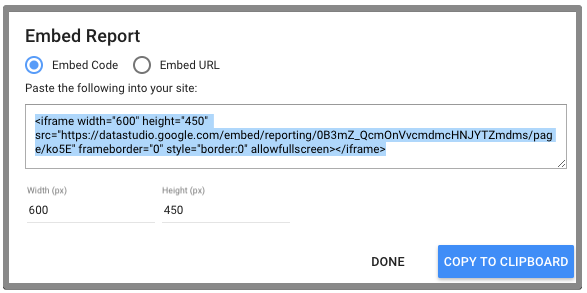 Embed Report
Embed Code Embed URL
Paste the following into your site:
<iframe width="600" height="450"
src="https://datastudio.google.com/embed/reporting/0B3mZ_QcmOnVvcmdmcHNJYTZmdms/pag
e/ko5E" frameborder="0" style="border:0" allowfullscreen></iframe>
Width (px) Height (px)
600 450
DONE COPY TO CLIPBOARD